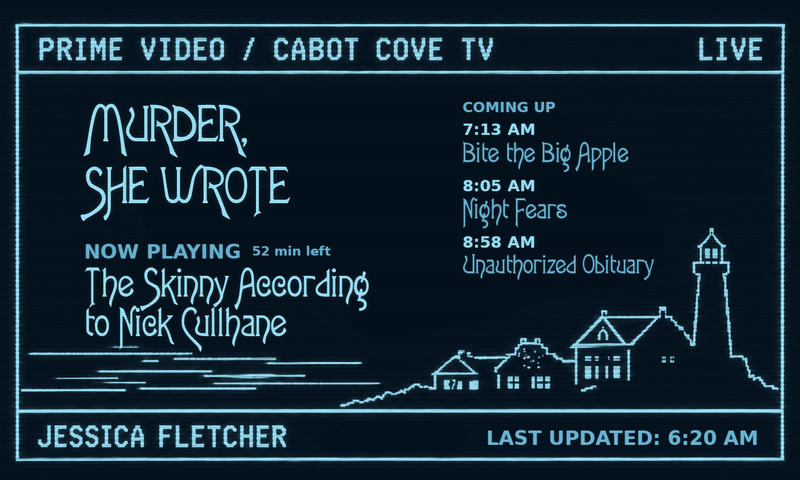 PRIME VIDEO / CABOT COVE TV
LIVE
MURDER,
SHE WROTE
NOW PLAYING 52 min left
The Skinny According
to Nick Cullhane
COMING UP
7:13 AM
Bite the Big Apple
8:05 AM
Night Fears
8:58 AM
Unauthorized Obituary
JESSICA FLETCHER
LAST UPDATED: 6:20 AM